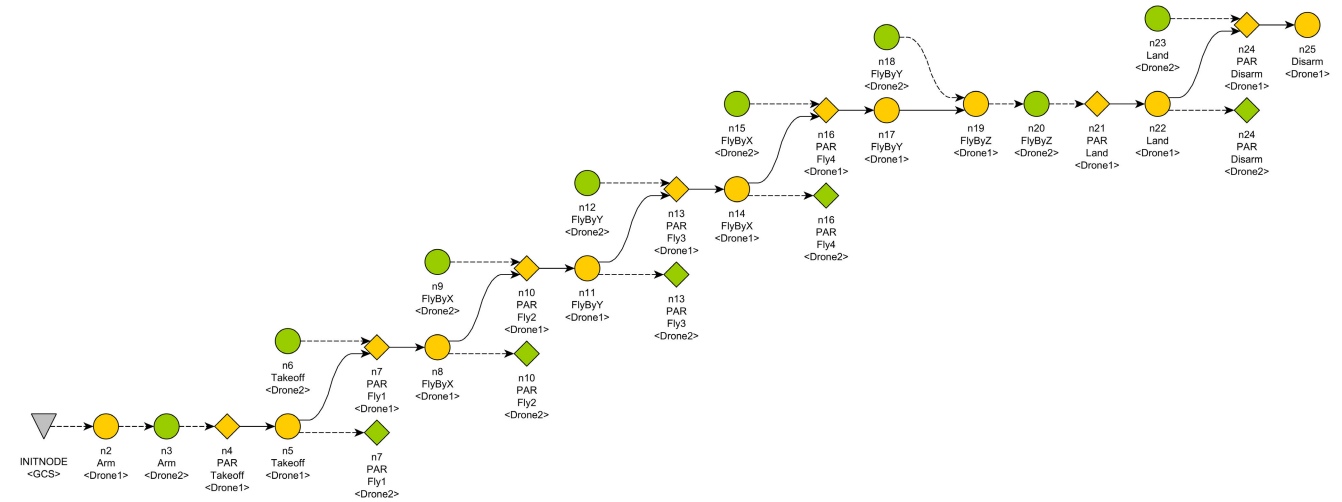 n23
Land
<Drone2>
n24
PAR
Disarm
<Drone1>
n25
Disarm
<Drone1>
n18
FlyByY
<Drone2>
n15
FlyByX
<Drone2>
n16
PAR
Fly4
<Drone1>
n17
FlyByY
<Drone1>
n19
FlyByZ
<Drone1>
n20
FlyByZ
<Drone2>
n21
PAR
Land
<Drone1>
n22
Land
<Drone1>
n24
PAR
Disarm
<Drone2>
n12
FlyByY
<Drone2>
n13
PAR
Fly3
<Drone1>
n14
FlyByX
<Drone1>
n16
PAR
Fly4
<Drone2>
n9
FlyByX
<Drone2>
n10
PAR
Fly2
<Drone1>
n11
FlyByY
<Drone1>
n13
PAR
Fly3
<Drone2>
n6
Takeoff
<Drone2>
n7
PAR
Fly1
<Drone1>
n8
FlyByX
<Drone1>
n10
PAR
Fly2
<Drone2>
INITNODE
<GCS>
n2
Arm
<Drone1>
n3
Arm
<Drone2>
n4
PAR
Takeoff
<Drone1>
n5
Takeoff
<Drone1>
n7
PAR
Fly1
<Drone2>